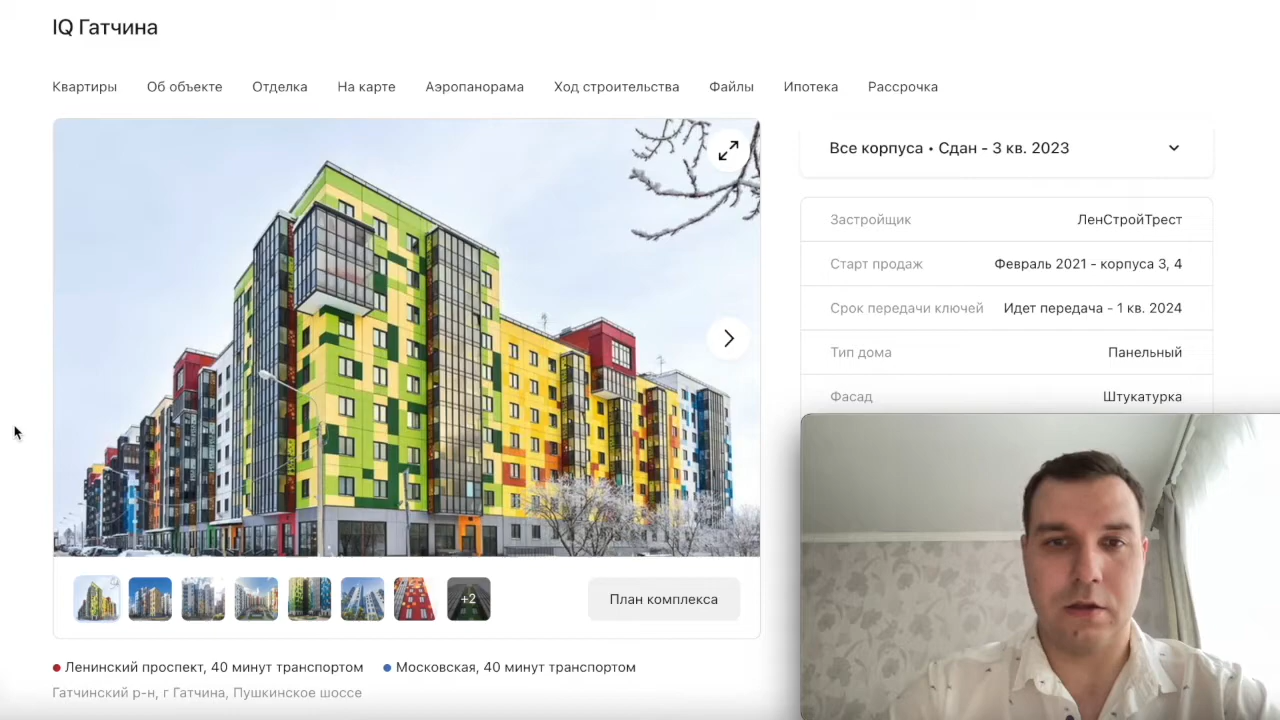 IQ Гатчина
Квартиры Об объекте Отделка На карте Аэропанорама Ход строительства Файлы Ипотека Рассрочка
Все корпуса • Сдан - 3 кв. 2023
Застройщик ЛенСтройТрест
Старт продаж Февраль 2021 - корпуса 3, 4
Срок передачи ключей Идет передача - 1 кв. 2024
Тип дома Панельный
Фасад Штукатурка
+2
План комплекса
Ленинский проспект, 40 минут транспортом Московская, 40 минут транспортом
Гатчинский р-н, г Гатчина, Пушкинское шоссе